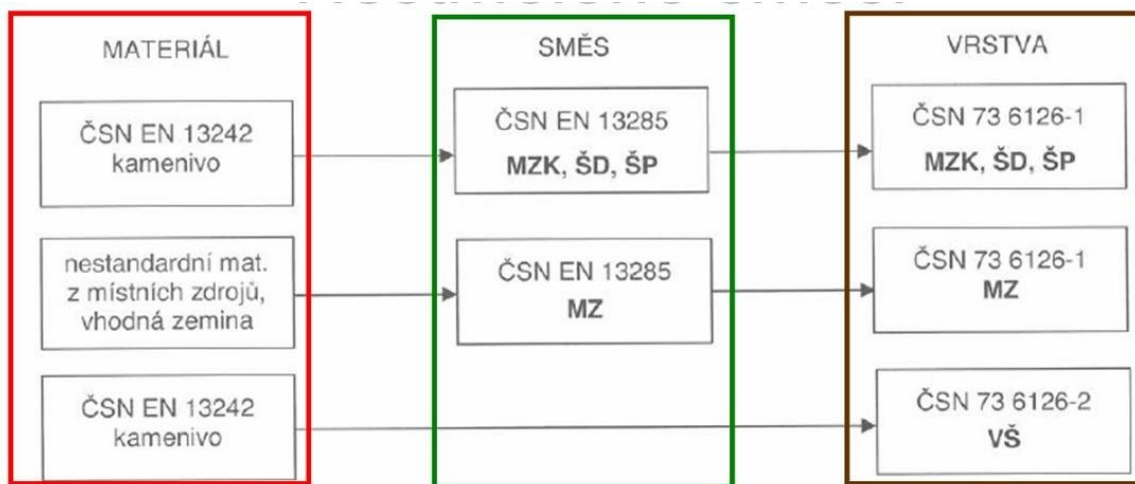 MATERIÁL
ČSN EN 13242
kamenivo
nestandardní mat.
z místních zdrojů,
vhodná zemina
ČSN EN 13242
kamenivo
SMĚS
ČSN EN 13285
MZK, ŠD, ŠP
ČSN EN 13285
MZ
VRSTVA
ČSN 73 6126-1
MZK, ŠD, ŠP
ČSN 73 6126-1
MZ
ČSN 73 6126-2
VŠ